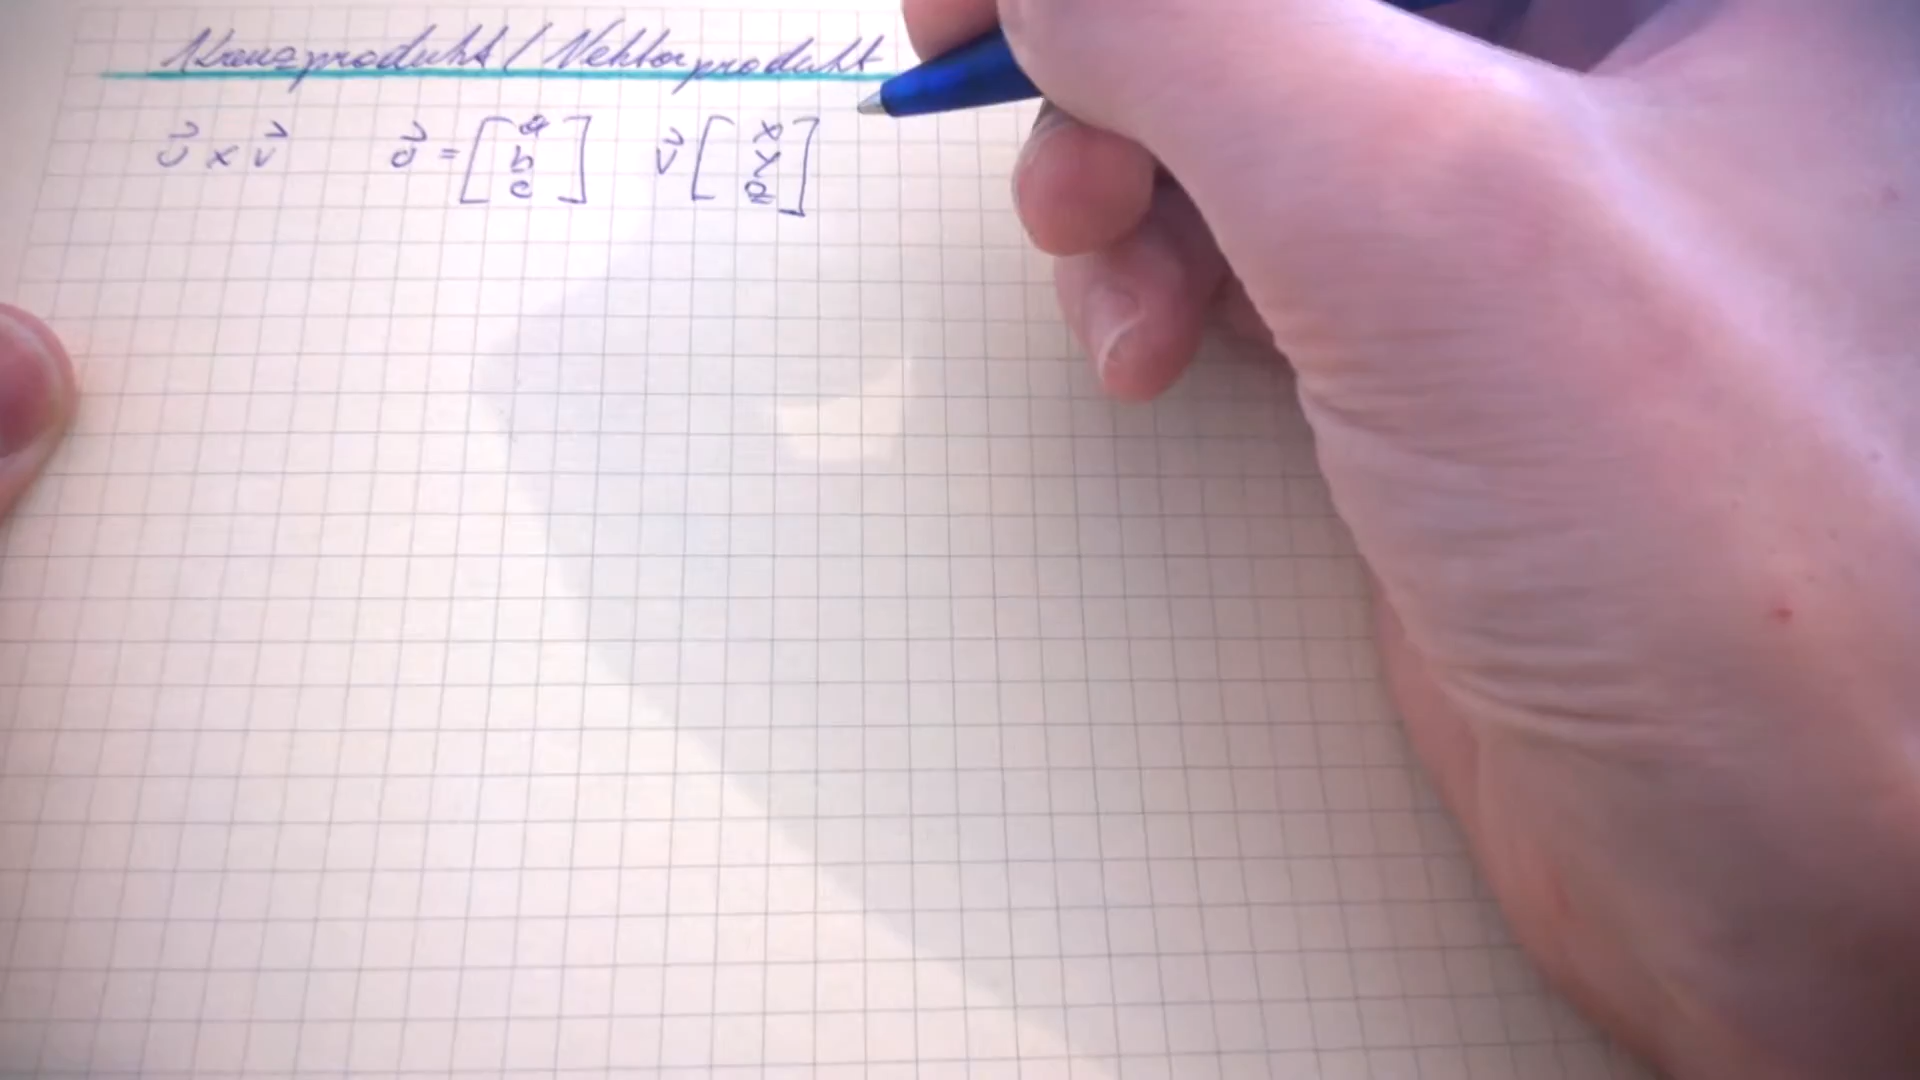 Kreuzprodukt / Vektorprodukt
u⃗ x v⃗ u⃗ = [a b c] v⃗ [x y z]